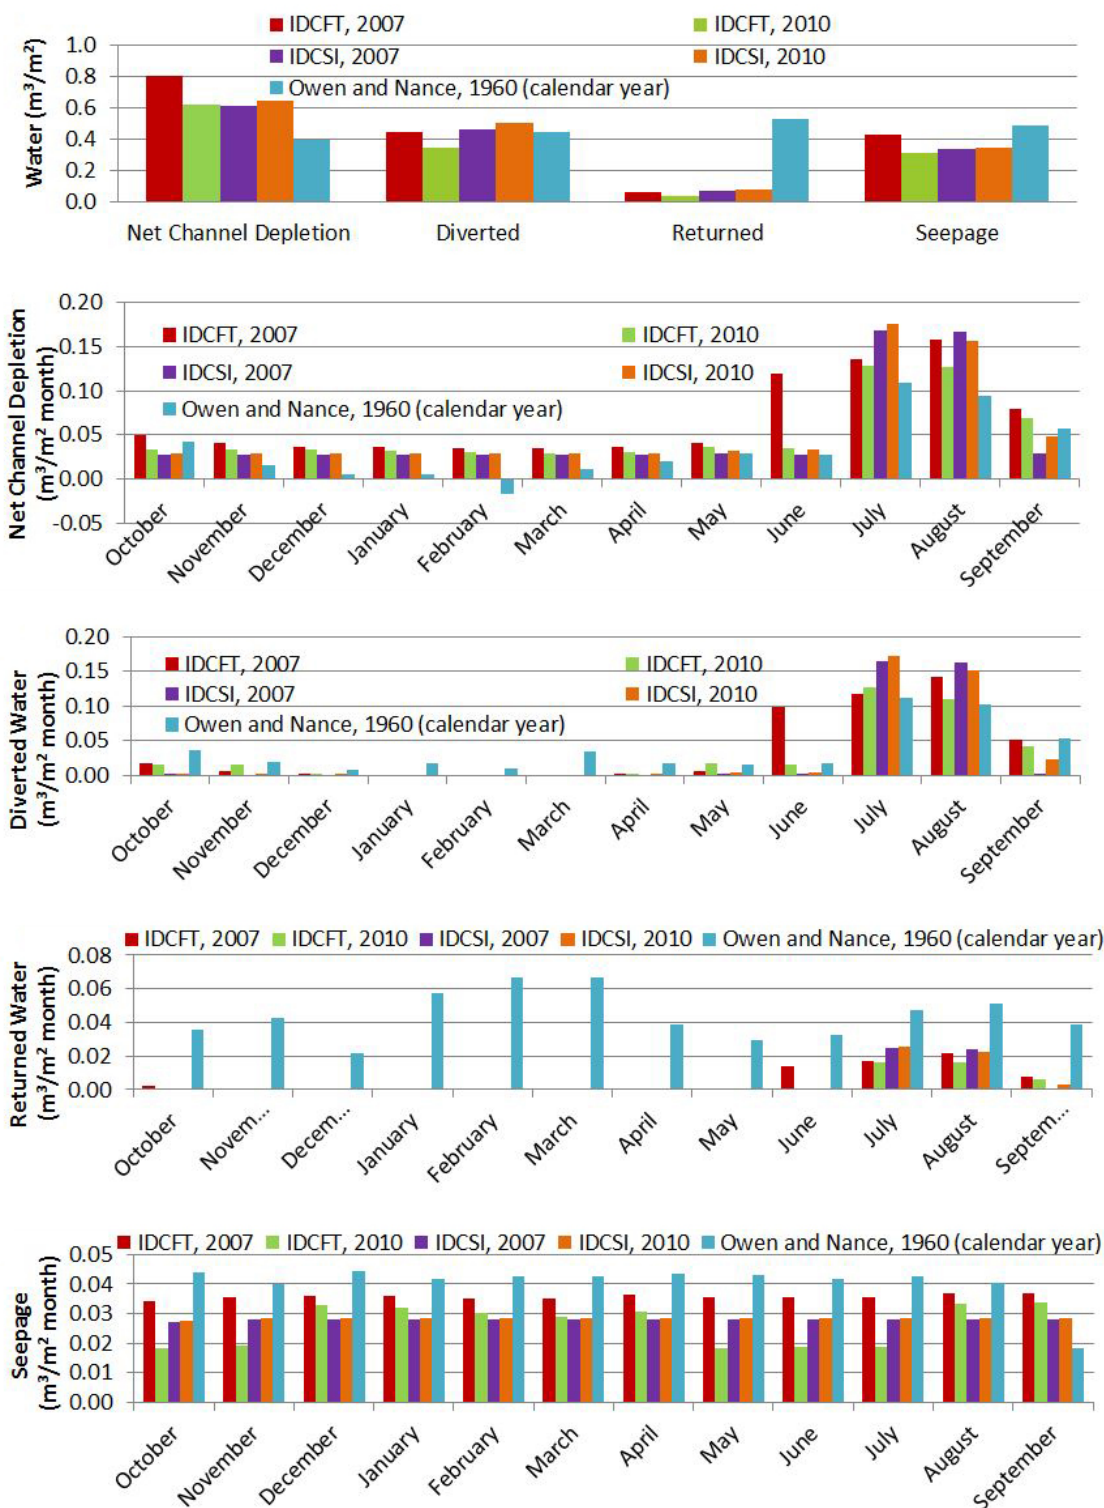 IDCFT, 2007 IDCFT, 2010
IDCSI, 2007 IDCSI, 2010
Owen and Nance, 1960 (calendar year)
Water (m³/m²)
1.0
0.8
0.6
0.4
0.2
0.0
Net Channel Depletion Diverted Returned Seepage
Net Channel Depletion
(m³/m² month)
0.20
0.15
0.10
0.05
0.00
-0.05
IDCFT, 2007 IDCFT, 2010
IDCSI, 2007 IDCSI, 2010
Owen and Nance, 1960 (calendar year)
October November December January February March April May June July August September
Diverted Water
(m³/m² month)
0.20
0.15
0.10
0.05
0.00
IDCFT, 2007 IDCFT, 2010
IDCSI, 2007 IDCSI, 2010
Owen and Nance, 1960 (calendar year)
October November December January February March April May June July August September
IDCFT, 2007 IDCFT, 2010 IDCSI, 2007 IDCSI, 2010 Owen and Nance, 1960 (calendar year)
Returned Water
(m³/m² month)
0.08
0.06
0.04
0.02
0.00
October Novem... Decem... January February March April May June July August Septem...
IDCFT, 2007 IDCFT, 2010 IDCSI, 2007 IDCSI, 2010 Owen and Nance, 1960 (calendar year)
Seepage
(m³/m² month)
0.05
0.04
0.03
0.02
0.01
0.00
October November December January February March April May June July August September